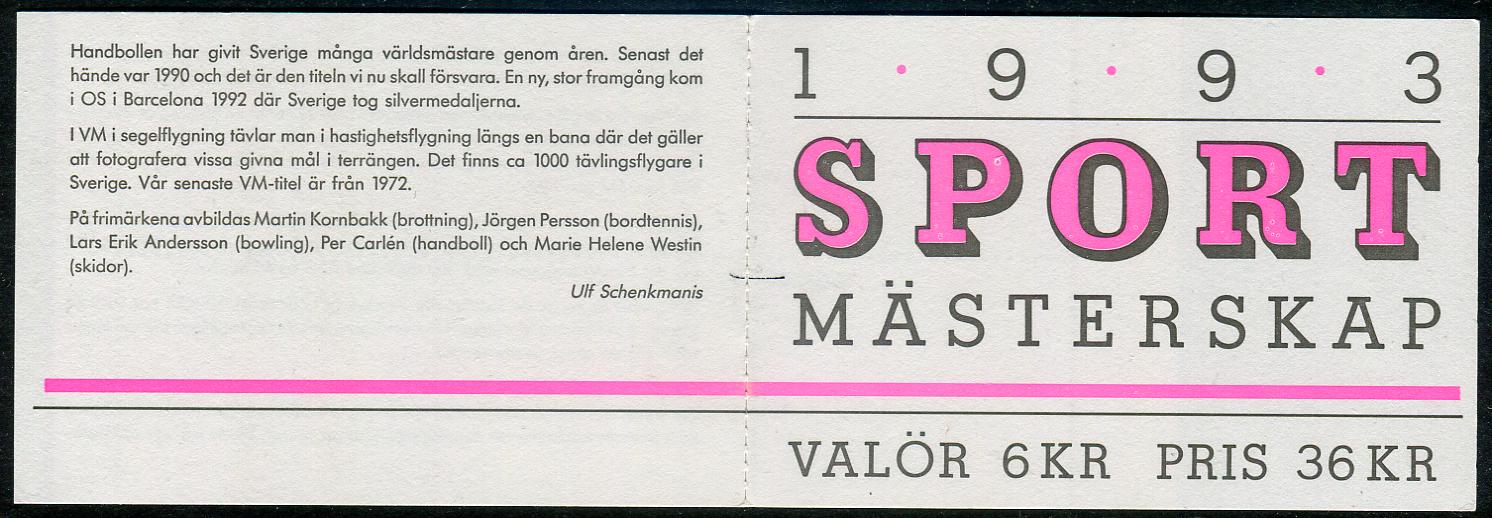 Handbollen har givit Sverige många världsmästare genom åren. Senast det
hände var 1990 och det är den titeln vi nu skall försvara. En ny, stor framgång kom
i OS i Barcelona 1992 där Sverige tog silvermedaljerna.
I VM i segelflygning tävlar man i hastighetsflygning längs en bana där det gäller
att fotografera vissa givna mål i terrängen. Det finns ca 1000 tävlingsflygare i
Sverige. Vår senaste VM-titel är från 1972.
På frimärkena avbildas Martin Kornbakk (brottning), Jörgen Persson (bordtennis),
Lars Erik Andersson (bowling), Per Carlén (handboll) och Marie Helene Westin
(skidor).
Ulf Schenkmanis
1 · 9 · 9 · 3
SPORT
MÄSTERSKAP
VALÖR 6 KR PRIS 36 KR